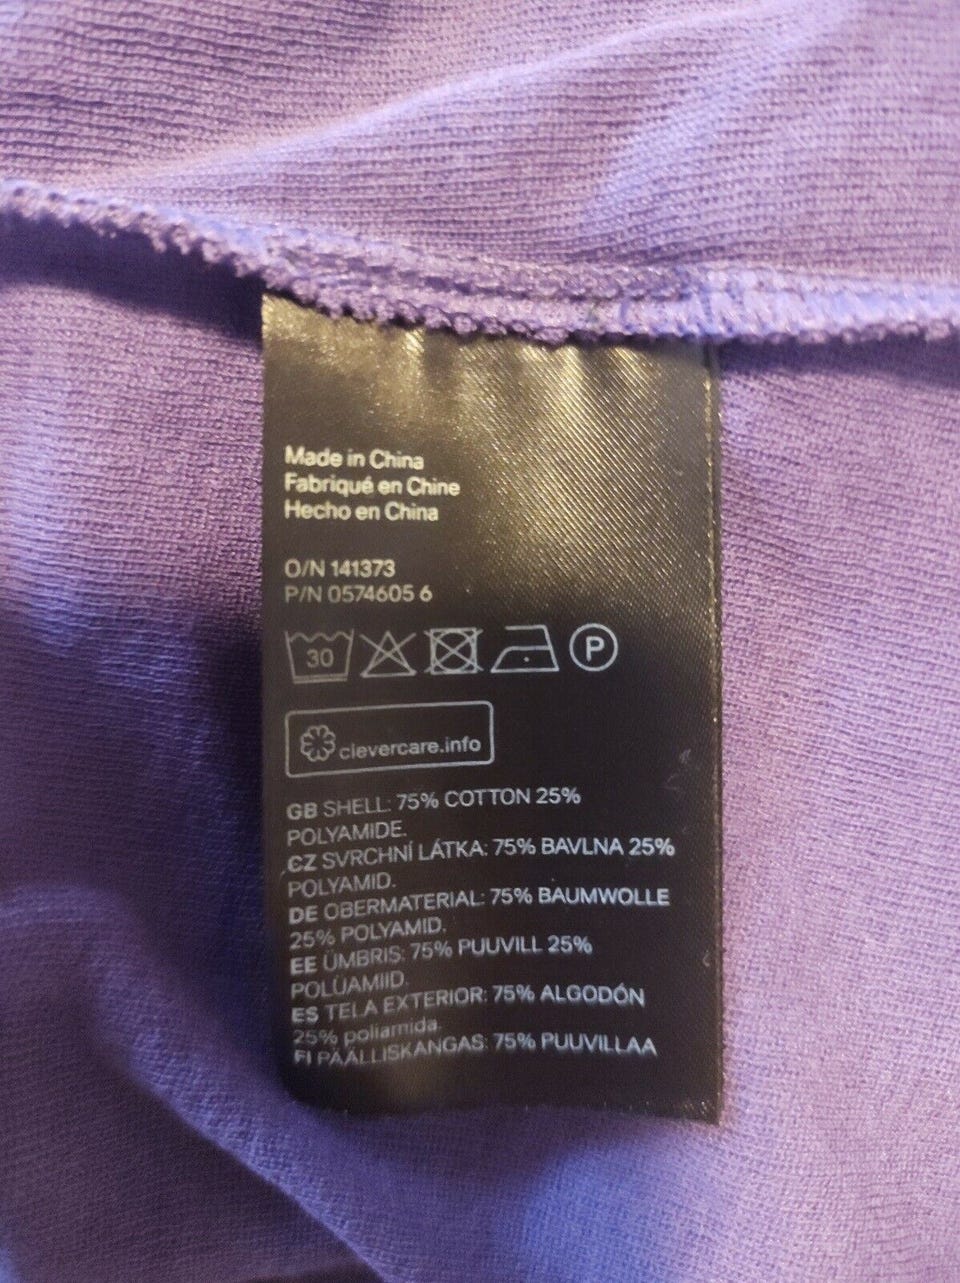 Made in China
Fabriqué en Chine
Hecho en China
O/N 141373
P/N 0574605 6
30 P
clevercare.info
GB SHELL: 75% COTTON 25%
POLYAMIDE.
CZ SVRCHNÍ LÁTKA: 75% BAVLNA 25%
POLYAMID.
DE OBERMATERIAL: 75% BAUMWOLLE
25% POLYAMID.
EE ÜMBRIS: 75% PUUVILL 25%
POLÜAMIID.
ES TELA EXTERIOR: 75% ALGODÓN
25% poliamida.
FI PÄÄLLISKANGAS: 75% PUUVILLAA